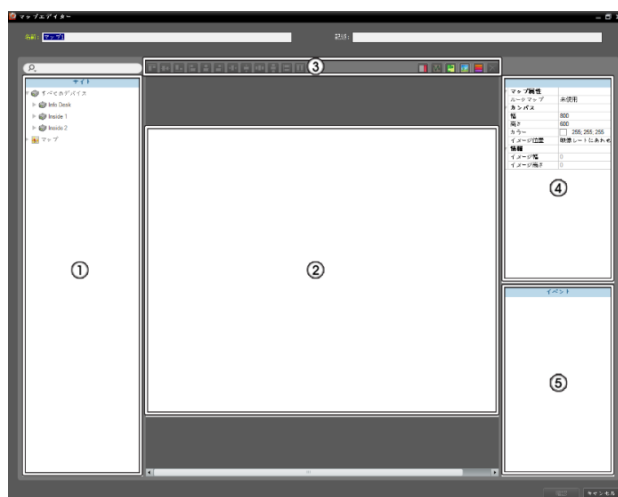 マップエディター
名前: マップ1
記述:
③
サイト
すべてのデバイス
Info Desk
Inside 1
Inside 2
マップ
①
②
マップ属性
ルートマップ 未使用
カンバス
幅 800
高さ 600
カラー 255, 255, 255
イメージ位置
情報
イメージ幅 0
イメージ高さ 0
④
イベント
⑤
キャンセル